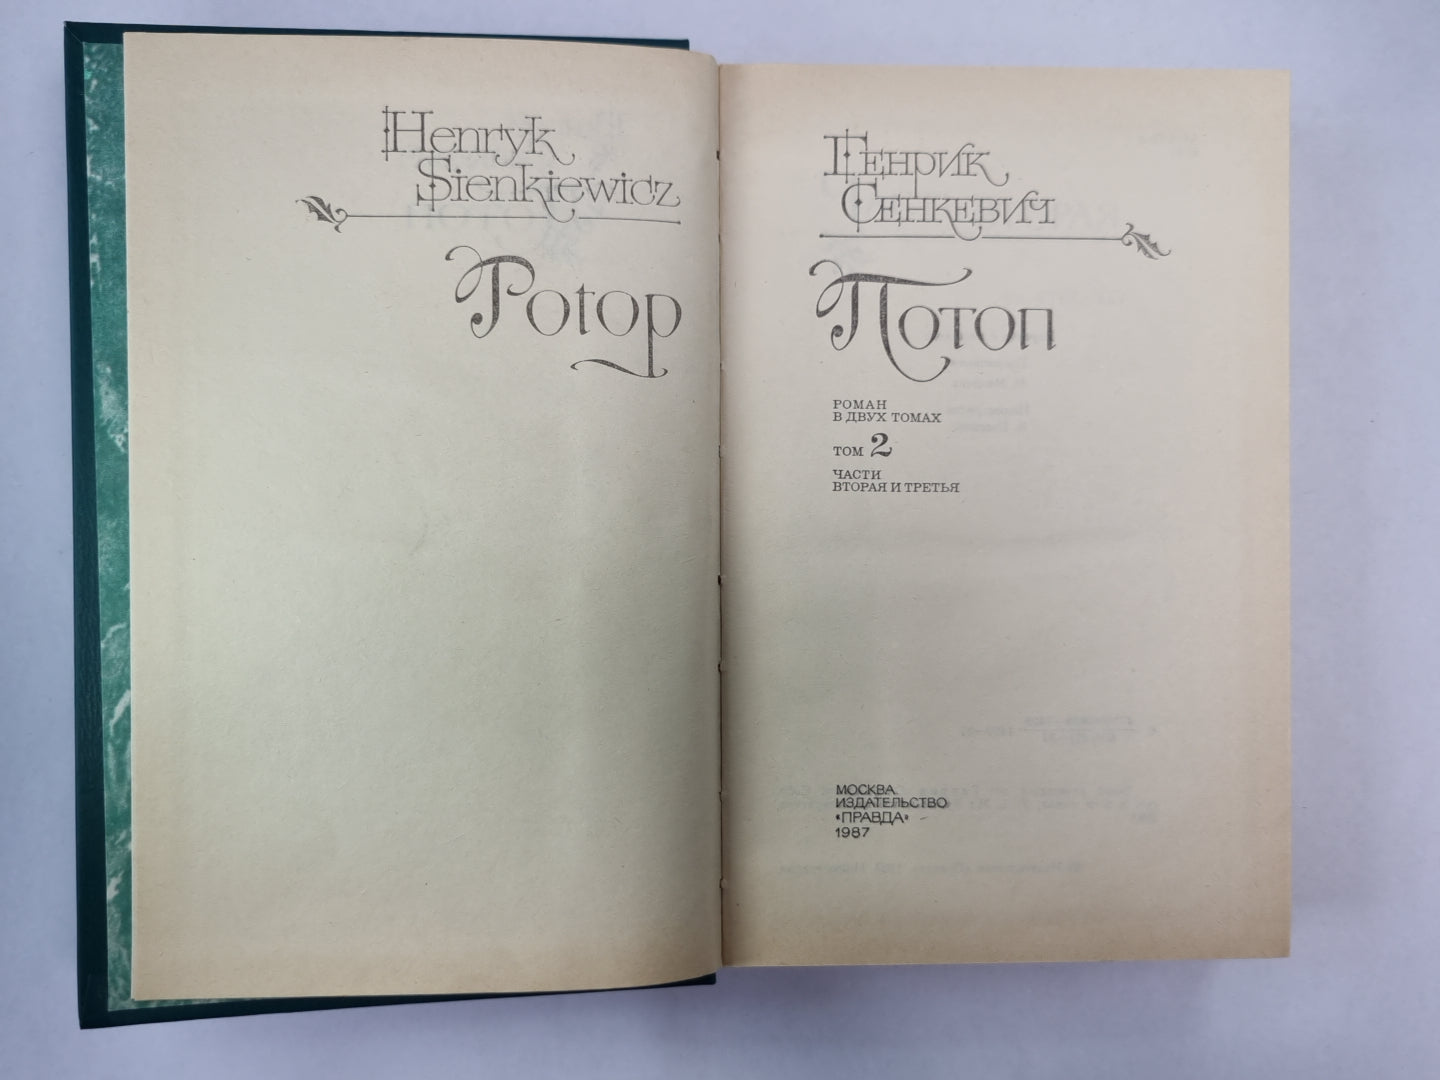 Henryk
Sienkiewicz
Potop
Генрик
Сенкевич
Потоп
РОМАН
В ДВУХ ТОМАХ
ТОМ 2
ЧАСТИ
ВТОРАЯ И ТРЕТЬЯ
МОСКВА
ИЗДАТЕЛЬСТВО
«ПРАВДА»
1987